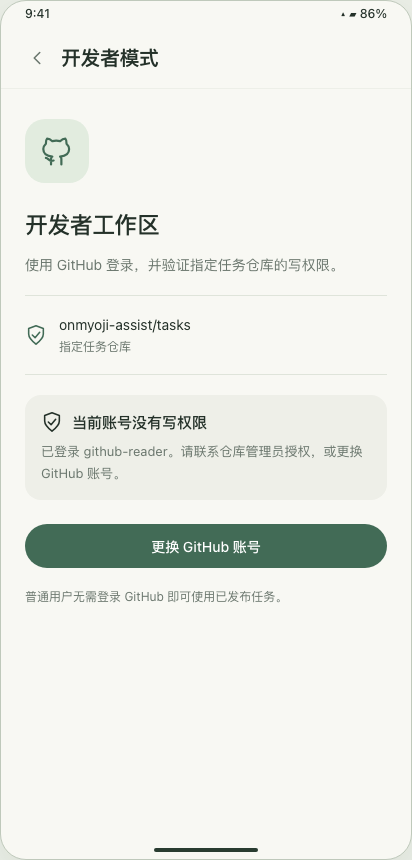 9:41
86%
开发者模式
开发者工作区
使用 GitHub 登录，并验证指定任务仓库的写权限。
onmyoji-assist/tasks
指定任务仓库
当前账号没有写权限
已登录 github-reader。请联系仓库管理员授权，或更换
GitHub 账号。
更换 GitHub 账号
普通用户无需登录 GitHub 即可使用已发布任务。